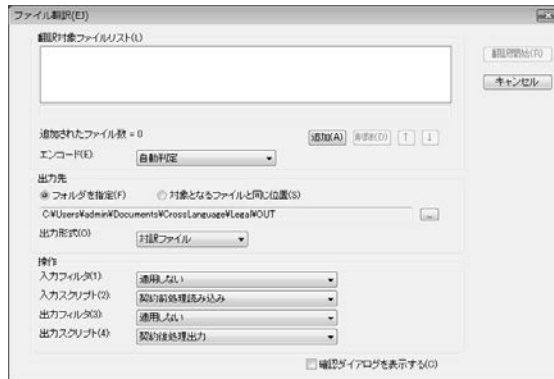 ファイル翻訳(EJ)
翻訳対象ファイルリスト(L)
翻訳開始(R)
キャンセル
追加されたファイル数 = 0
追加(A) 削除(D) ↑ ↓
エンコード(E): 自動判定
出力先
フォルダを指定(F) 対象となるファイルと同じ位置(S)
C:¥Users¥admin¥Documents¥CrossLanguage¥Legal¥OUT ...
出力形式(O) 対訳ファイル
操作
入力フィルタ(1): 適用しない
入力スクリプト(2): 契約前処理読み込み
出力フィルタ(3): 適用しない
出力スクリプト(4): 契約後処理出力
確認ダイアログを表示する(C)